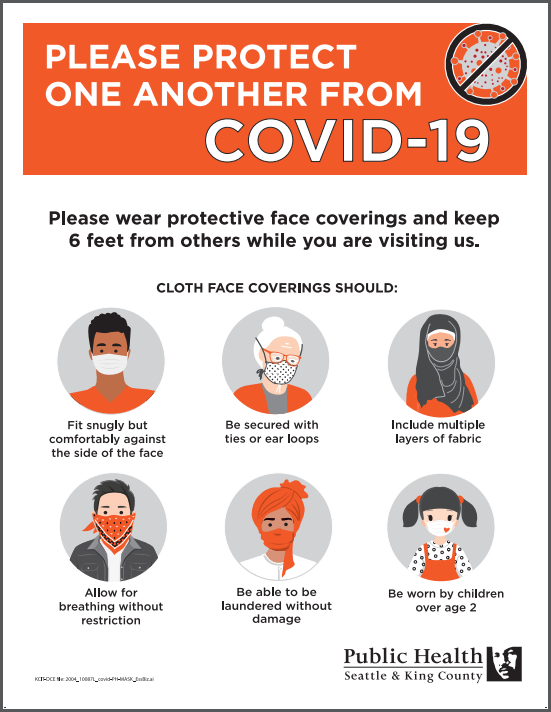 PLEASE PROTECT
ONE ANOTHER FROM
COVID-19
Please wear protective face coverings and keep
6 feet from others while you are visiting us.
CLOTH FACE COVERINGS SHOULD:
Fit snugly but
comfortably against
the side of the face
Be secured with
ties or ear loops
Include multiple
layers of fabric
Allow for
breathing without
restriction
Be able to be
laundered without
damage
Be worn by children
over age 2
Public Health
Seattle & King County